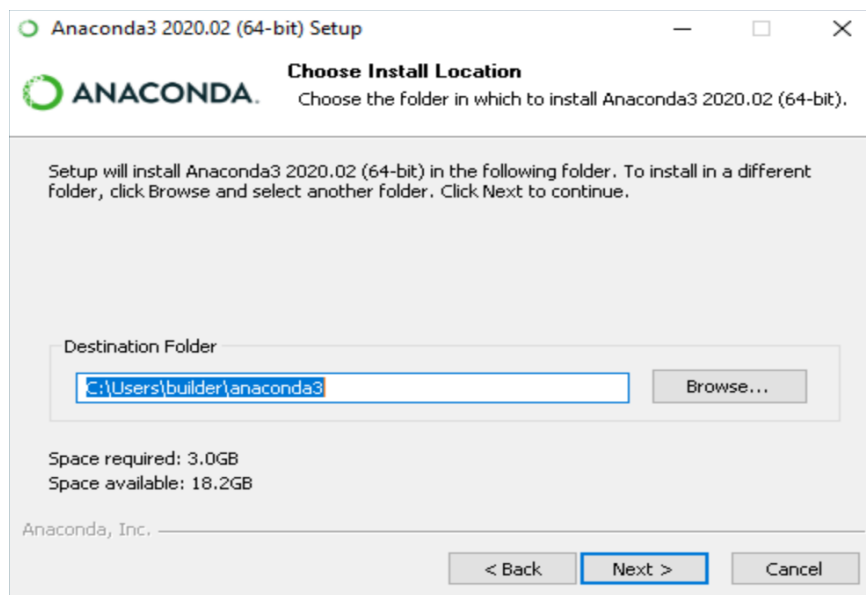 Anaconda3 2020.02 (64-bit) Setup
ANACONDA.
Choose Install Location
Choose the folder in which to install Anaconda3 2020.02 (64-bit).
Setup will install Anaconda3 2020.02 (64-bit) in the following folder. To install in a different
folder, click Browse and select another folder. Click Next to continue.
Destination Folder
C:\Users\builder\anaconda3
Browse...
Space required: 3.0GB
Space available: 18.2GB
Anaconda, Inc.
< Back
Next >
Cancel